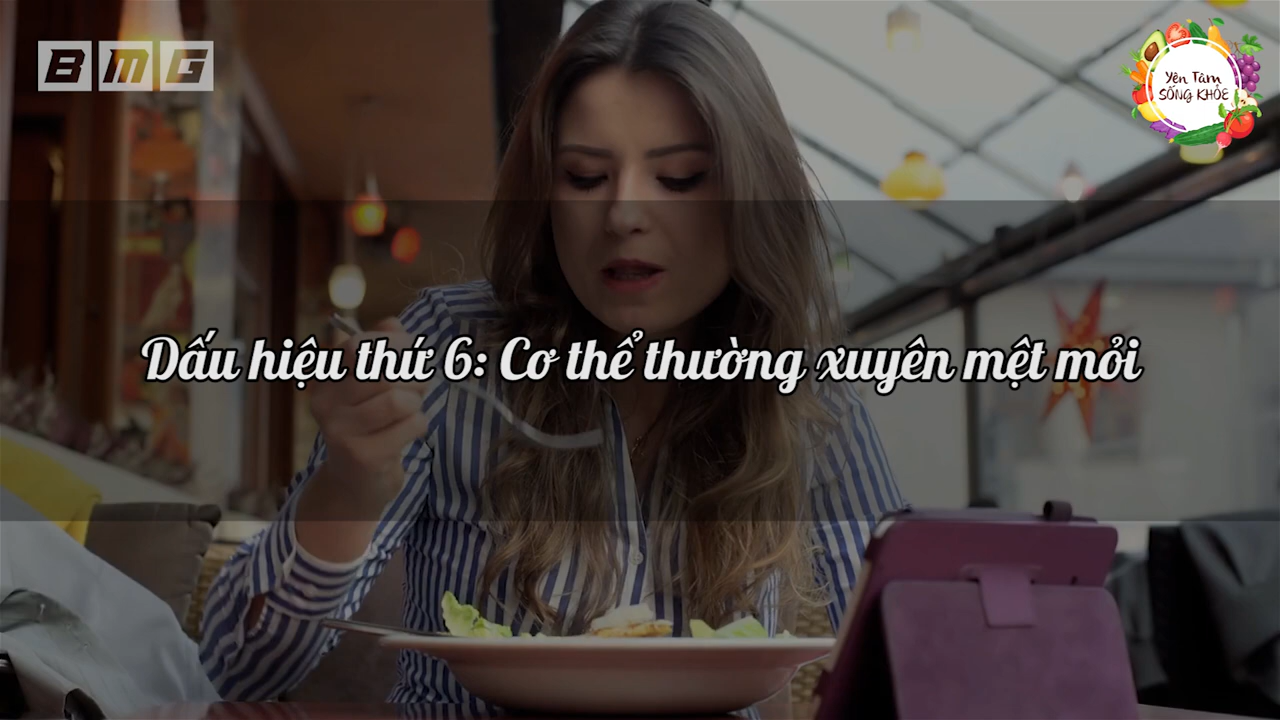 BMG
Yên Tâm
SỐNG KHỎE
Dấu hiệu thứ 6: Cơ thể thường xuyên mệt mỏi